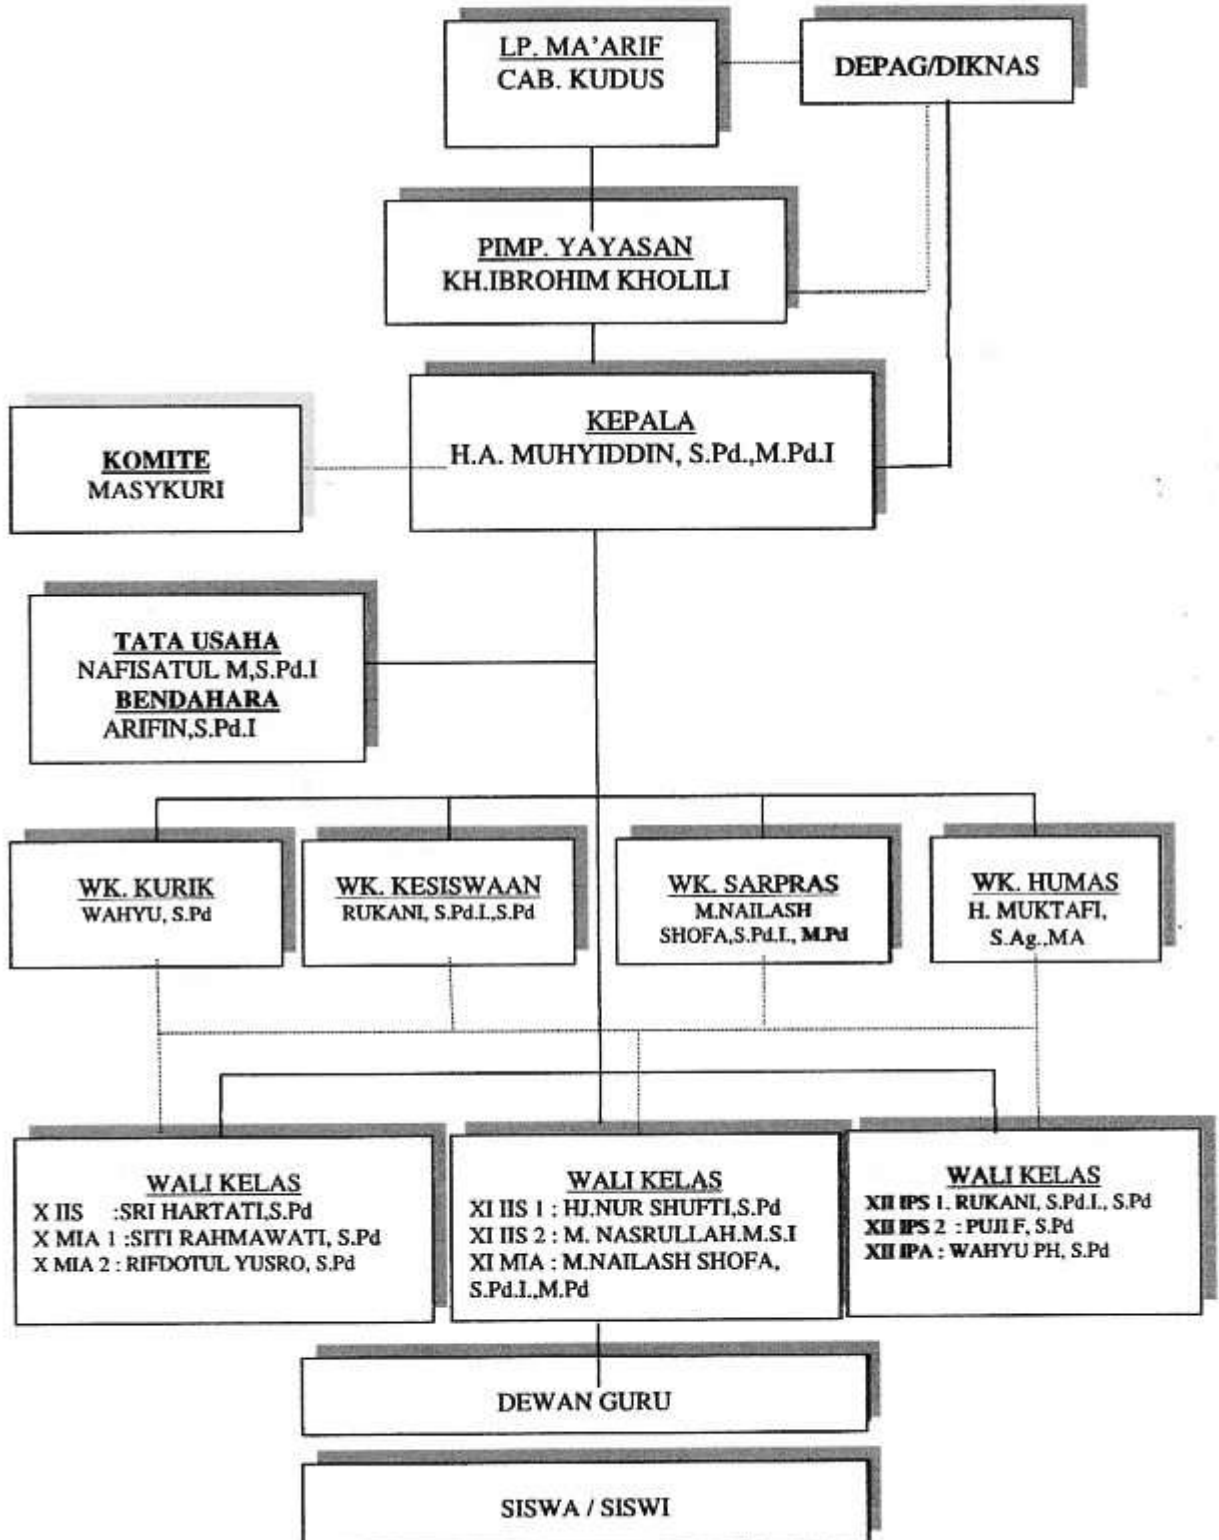 LP. MA'ARIF
CAB. KUDUS
DEPAG/DIKNAS
PIMP. YAYASAN
KH.IBROHIM KHOLILI
KEPALA
H.A. MUHYIDDIN, S.Pd.,M.Pd.I
KOMITE
MASYKURI
TATA USAHA
NAFISATUL M,S.Pd.I
BENDAHARA
ARIFIN,S.Pd.I
WK. KURIK
WAHYU, S.Pd
WK. KESISWAAN
RUKANI, S.Pd.I.,S.Pd
WK. SARPRAS
M.NAILASH
SHOFA,S.Pd.I., M.Pd
WK. HUMAS
H. MUKTAFI,
S.Ag.,MA
WALI KELAS
X IIS :SRI HARTATI,S.Pd
X MIA 1 :SITI RAHMAWATI, S.Pd
X MIA 2 : RIFDOTUL YUSRO, S.Pd
WALI KELAS
XI IIS 1 : HJ.NUR SHUFTI,S.Pd
XI IIS 2 : M. NASRULLAH.M.S.I
XI MIA : M.NAILASH SHOFA,
S.Pd.I.,M.Pd
WALI KELAS
XII IPS 1. RUKANI, S.Pd.I., S.Pd
XII IPS 2 : PUJI F, S.Pd
XII IPA : WAHYU PH, S.Pd
DEWAN GURU
SISWA / SISWI